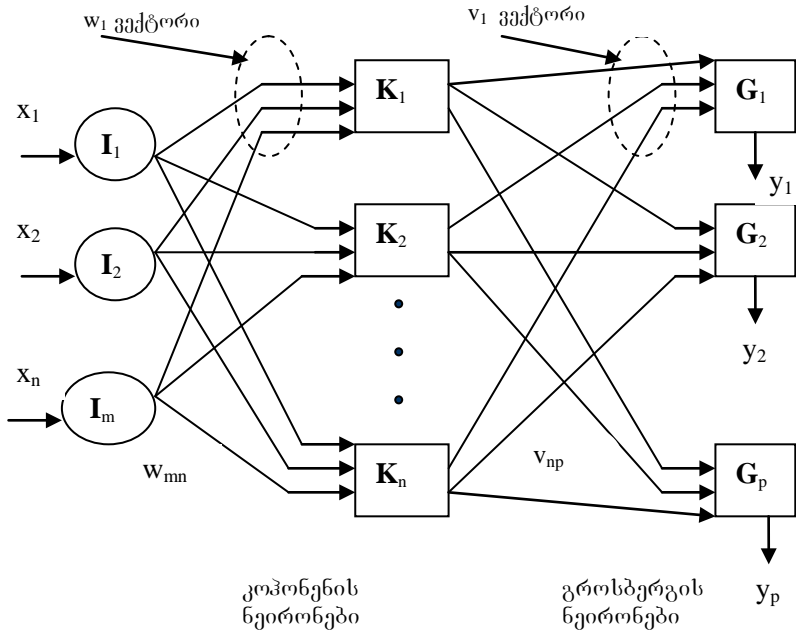 w₁ ვექტორი
v₁ ვექტორი
x₁
I₁
K₁
G₁
y₁
x₂
I₂
K₂
G₂
y₂
xₙ
Iₘ
wₘₙ
Kₙ
vₙₚ
Gₚ
yₚ
კოჰონენის
ნეირონები
გროსბერგის
ნეირონები